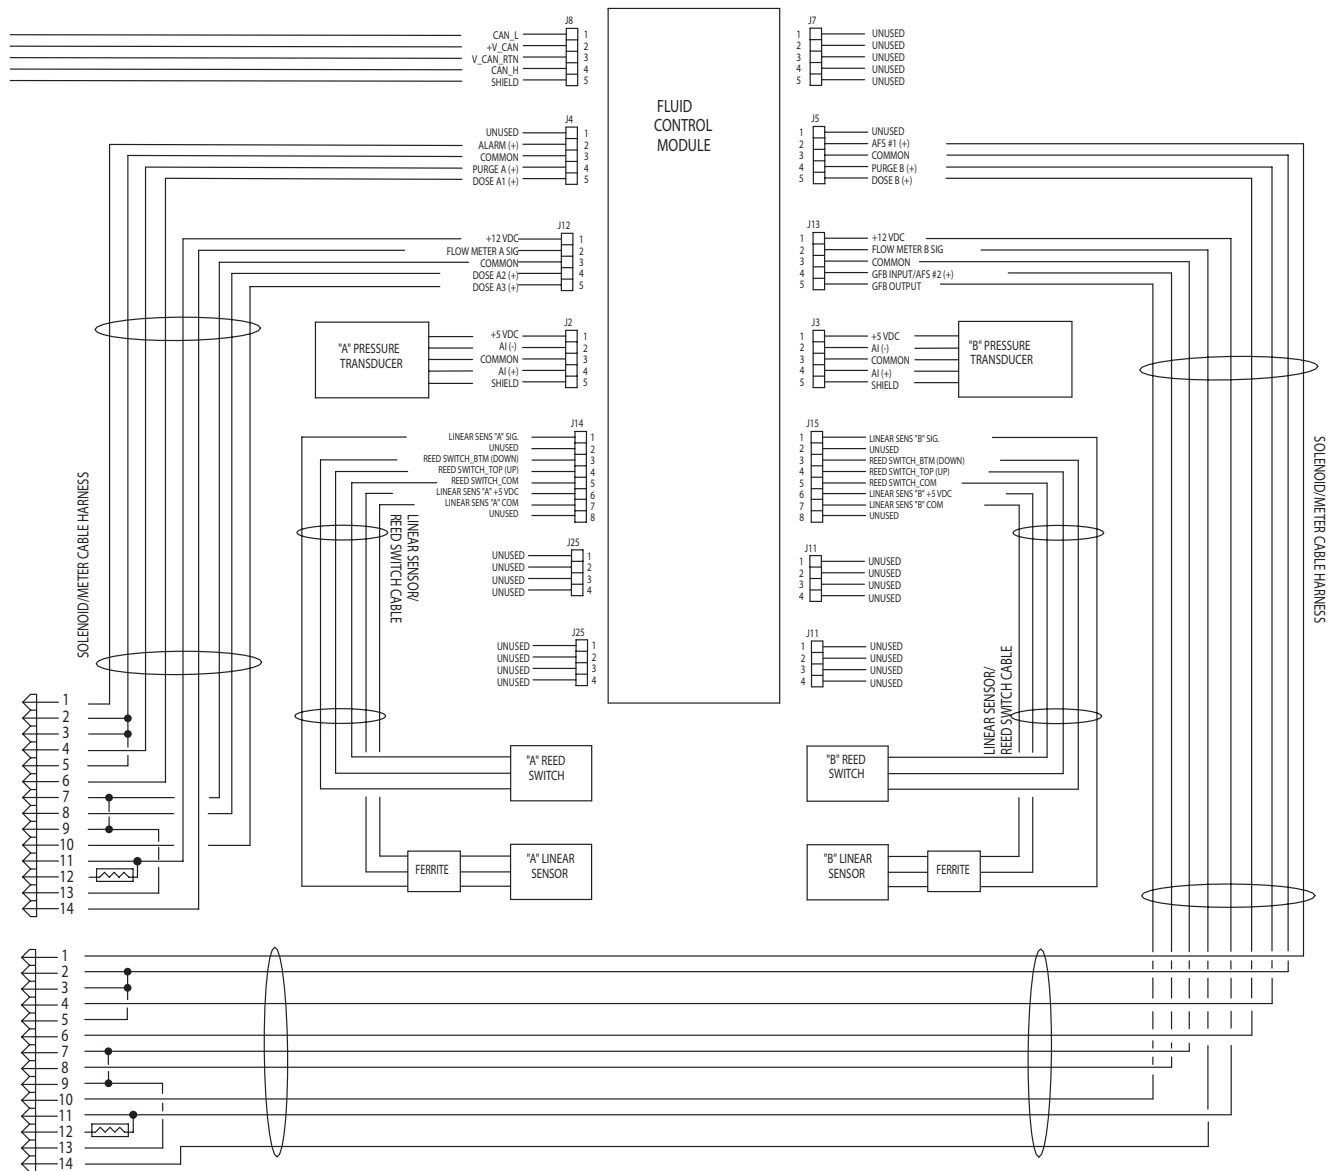 J8
CAN_L 1
+V_CAN 2
V_CAN_RTN 3
CAN_H 4
SHIELD 5
J4
UNUSED 1
ALARM (+) 2
COMMON 3
PURGE A (+) 4
DOSE A1 (+) 5
J12
+12 VDC 1
FLOW METER A SIG 2
COMMON 3
DOSE A2 (+) 4
DOSE A3 (+) 5
"A" PRESSURE
TRANSDUCER
J2
+5 VDC 1
AI (-) 2
COMMON 3
AI (+) 4
SHIELD 5
J14
LINEAR SENS "A" SIG. 1
UNUSED 2
REED SWITCH_BTM (DOWN) 3
REED SWITCH_TOP (UP) 4
REED SWITCH_COM 5
LINEAR SENS "A" +5 VDC 6
LINEAR SENS "A" COM 7
UNUSED 8
J25
UNUSED 1
UNUSED 2
UNUSED 3
UNUSED 4
J25
UNUSED 1
UNUSED 2
UNUSED 3
UNUSED 4
SOLENOID/METER CABLE HARNESS
LINEAR SENSOR/
REED SWITCH CABLE
"A" REED
SWITCH
FERRITE
"A" LINEAR
SENSOR
FLUID
CONTROL
MODULE
J7
1 UNUSED
2 UNUSED
3 UNUSED
4 UNUSED
5 UNUSED
J5
1 UNUSED
2 AFS #1 (+)
3 COMMON
4 PURGE B (+)
5 DOSE B (+)
J13
1 +12 VDC
2 FLOW METER B SIG
3 COMMON
4 GFB INPUT/AFS #2 (+)
5 GFB OUTPUT
J3
1 +5 VDC
2 AI (-)
3 COMMON
4 AI (+)
5 SHIELD
"B" PRESSURE
TRANSDUCER
J15
1 LINEAR SENS "B" SIG.
2 UNUSED
3 REED SWITCH_BTM (DOWN)
4 REED SWITCH_TOP (UP)
5 REED SWITCH_COM
6 LINEAR SENS "B" +5 VDC
7 LINEAR SENS "B" COM
8 UNUSED
J11
1 UNUSED
2 UNUSED
3 UNUSED
4 UNUSED
J11
1 UNUSED
2 UNUSED
3 UNUSED
4 UNUSED
LINEAR SENSOR/
REED SWITCH CABLE
SOLENOID/METER CABLE HARNESS
"B" REED
SWITCH
"B" LINEAR
SENSOR
FERRITE
1
2
3
4
5
6
7
8
9
10
11
12
13
14
1
2
3
4
5
6
7
8
9
10
11
12
13
14